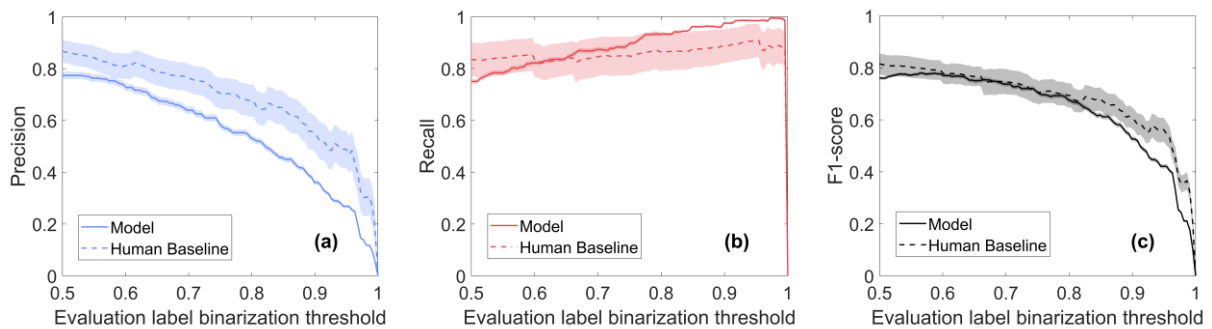 1
0.8
0.6
0.4
0.2
0
Precision
Model
Human Baseline
(a)
0.5 0.6 0.7 0.8 0.9 1
Evaluation label binarization threshold
1
0.8
0.6
0.4
0.2
0
Recall
Model
Human Baseline
(b)
0.5 0.6 0.7 0.8 0.9 1
Evaluation label binarization threshold
1
0.8
0.6
0.4
0.2
0
F1-score
Model
Human Baseline
(c)
0.5 0.6 0.7 0.8 0.9 1
Evaluation label binarization threshold